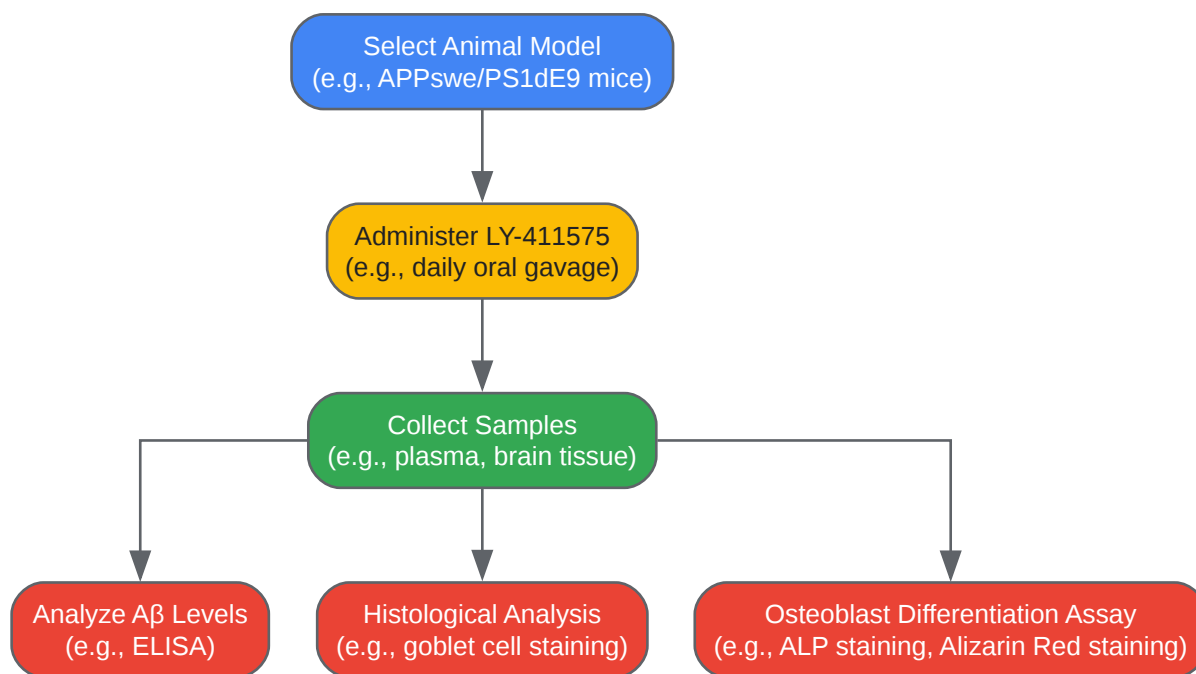 Select Animal Model
(e.g., APPswe/PS1dE9 mice)
Administer LY-411575
(e.g., daily oral gavage)
Collect Samples
(e.g., plasma, brain tissue)
Analyze Aβ Levels
(e.g., ELISA)
Histological Analysis
(e.g., goblet cell staining)
Osteoblast Differentiation Assay
(e.g., ALP staining, Alizarin Red staining)